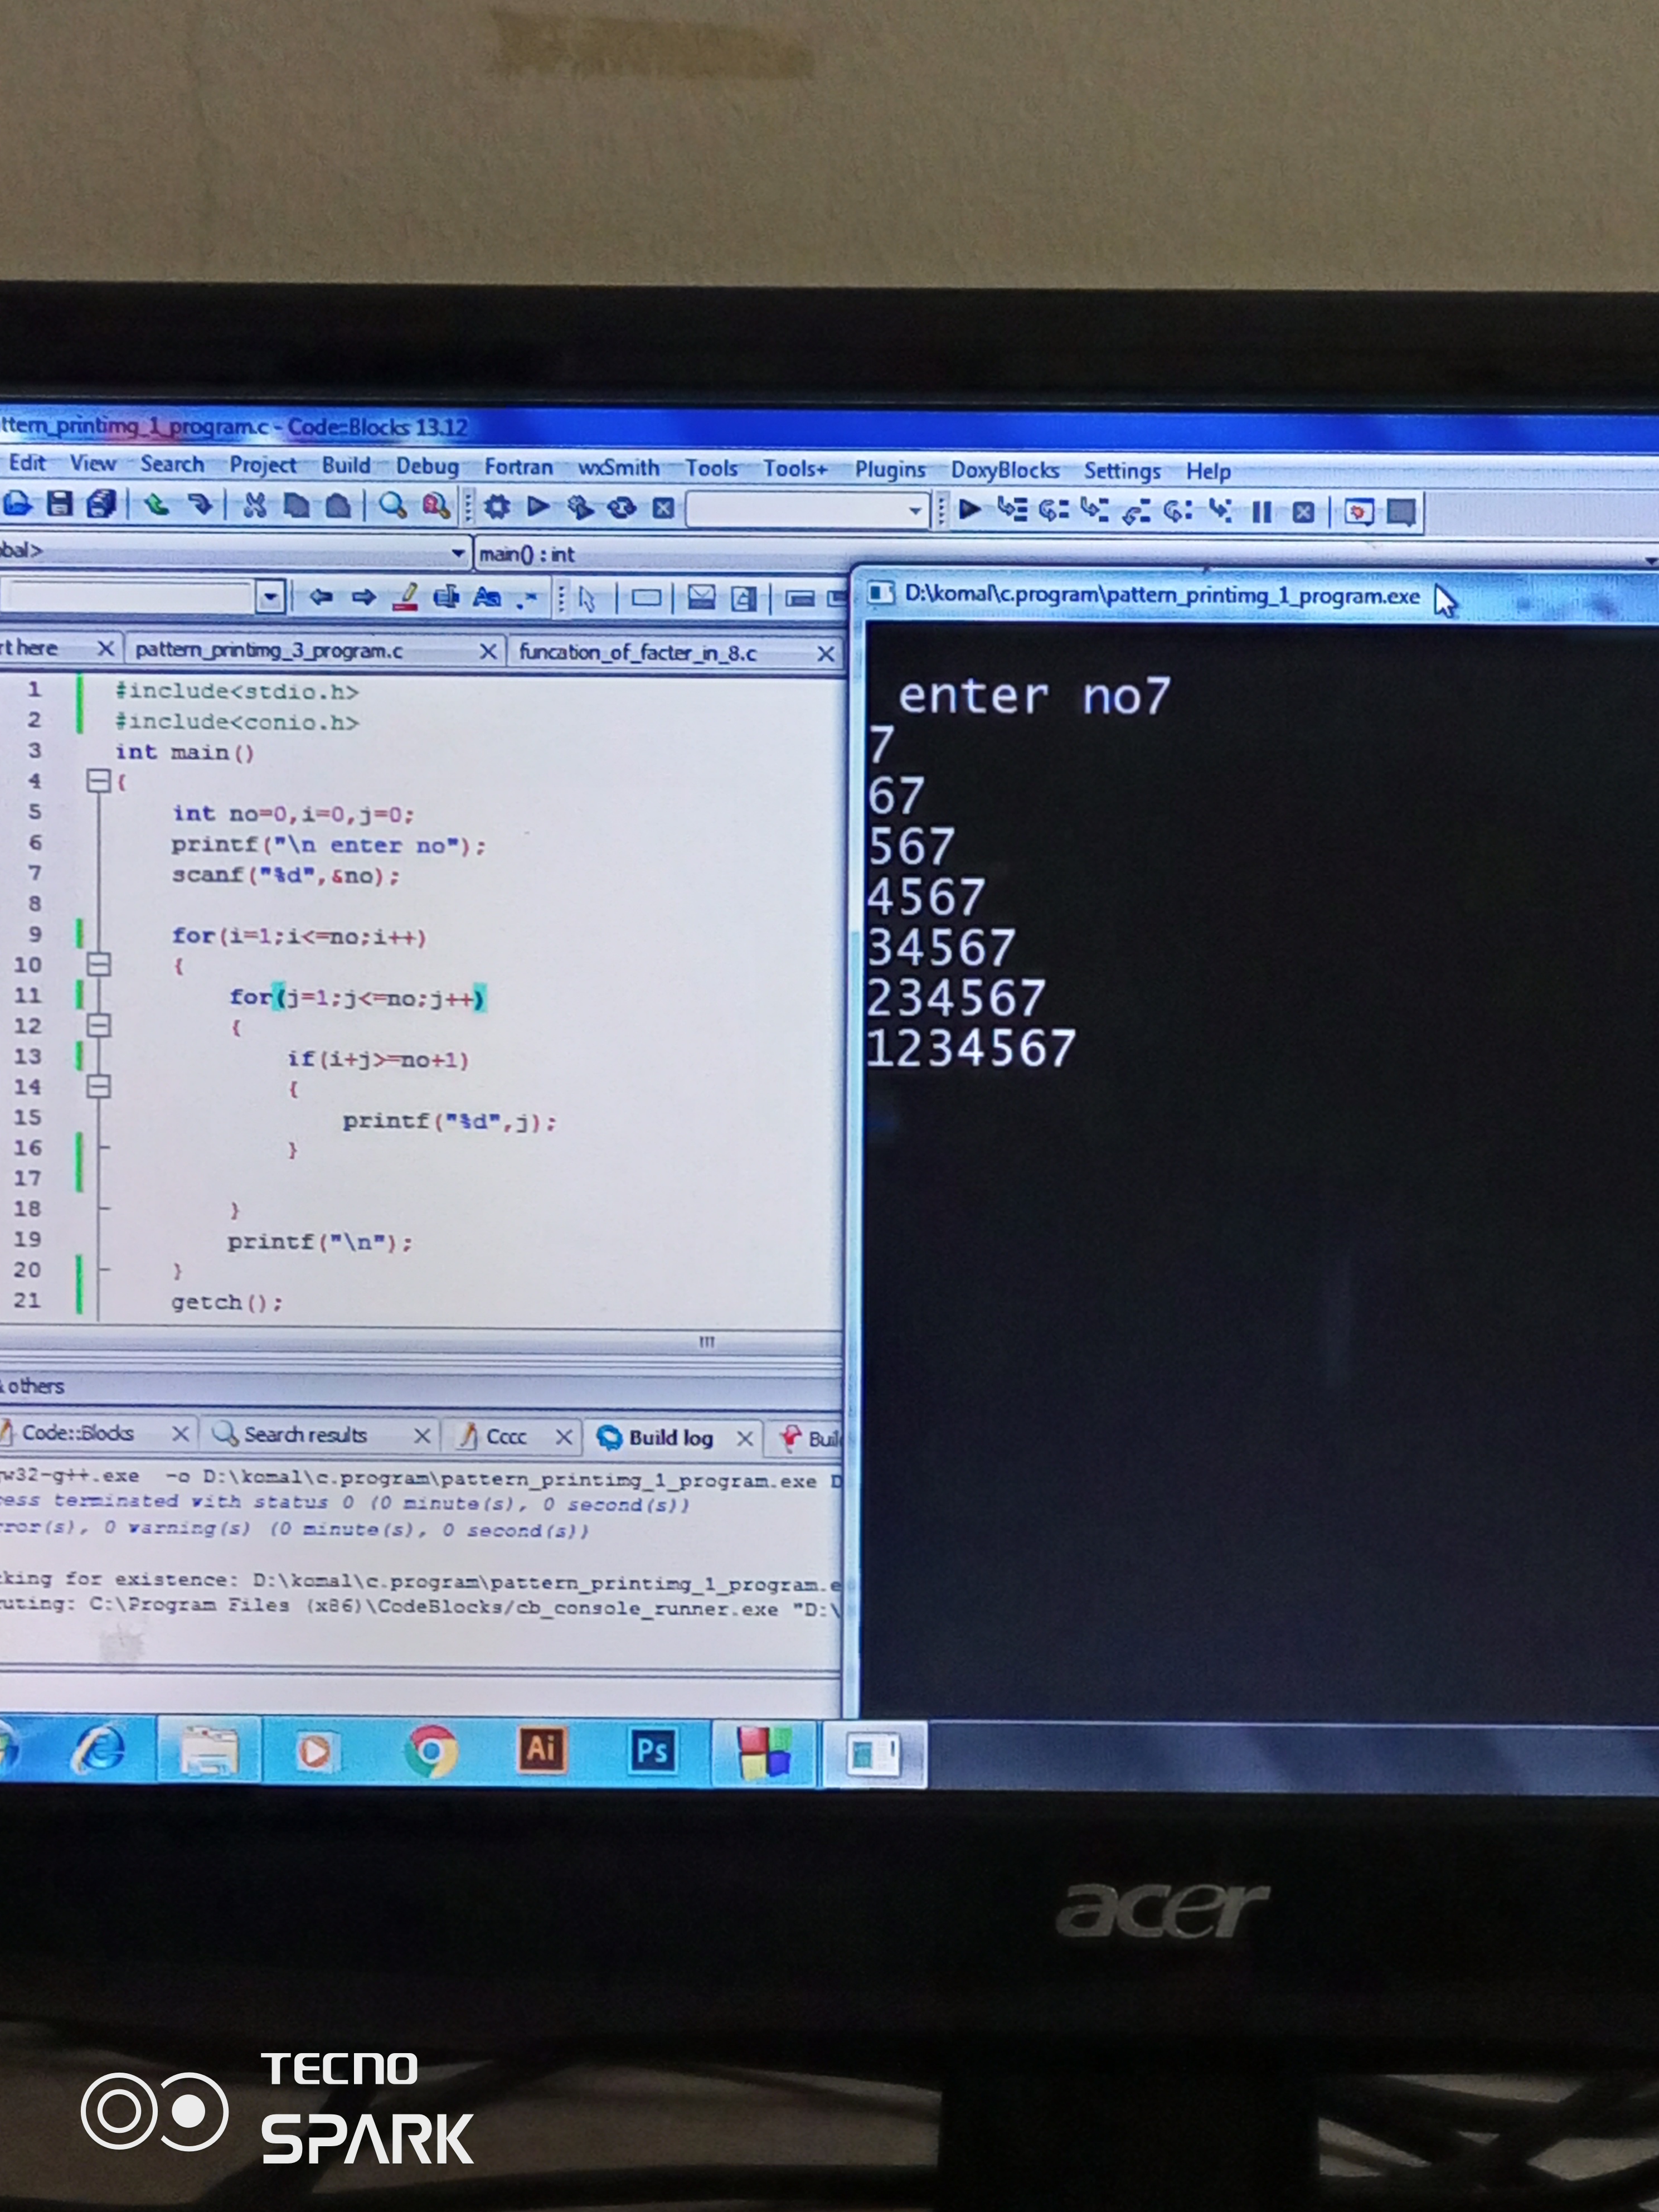 ttern_printimg_1_program.c - Code::Blocks 13.12
Edit View Search Project Build Debug Fortran wxSmith Tools Tools+ Plugins DoxyBlocks Settings Help
bal> main() : int
rt here pattern_printimg_3_program.c funcation_of_facter_in_8.c
1 #include<stdio.h>
2 #include<conio.h>
3 int main()
4 {
5 int no=0,i=0,j=0;
6 printf("\n enter no");
7 scanf("%d",&no);
8
9 for(i=1;i<=no;i++)
10 {
11 for(j=1;j<=no;j++)
12 {
13 if(i+j>=no+1)
14 {
15 printf("%d",j);
16 }
17
18 }
19 printf("\n");
20 }
21 getch();
& others
Code::Blocks Search results Cccc Build log Buil
w32-g++.exe -o D:\komal\c.program\pattern_printimg_1_program.exe D
ess terminated with status 0 (0 minute(s), 0 second(s))
ror(s), 0 warning(s) (0 minute(s), 0 second(s))
king for existence: D:\komal\c.program\pattern_printimg_1_program.e
uting: C:\Program Files (x86)\CodeBlocks/cb_console_runner.exe "D:\
D:\komal\c.program\pattern_printimg_1_program.exe
enter no7
7
67
567
4567
34567
234567
1234567
Ai Ps
acer
TECNO
SPARK